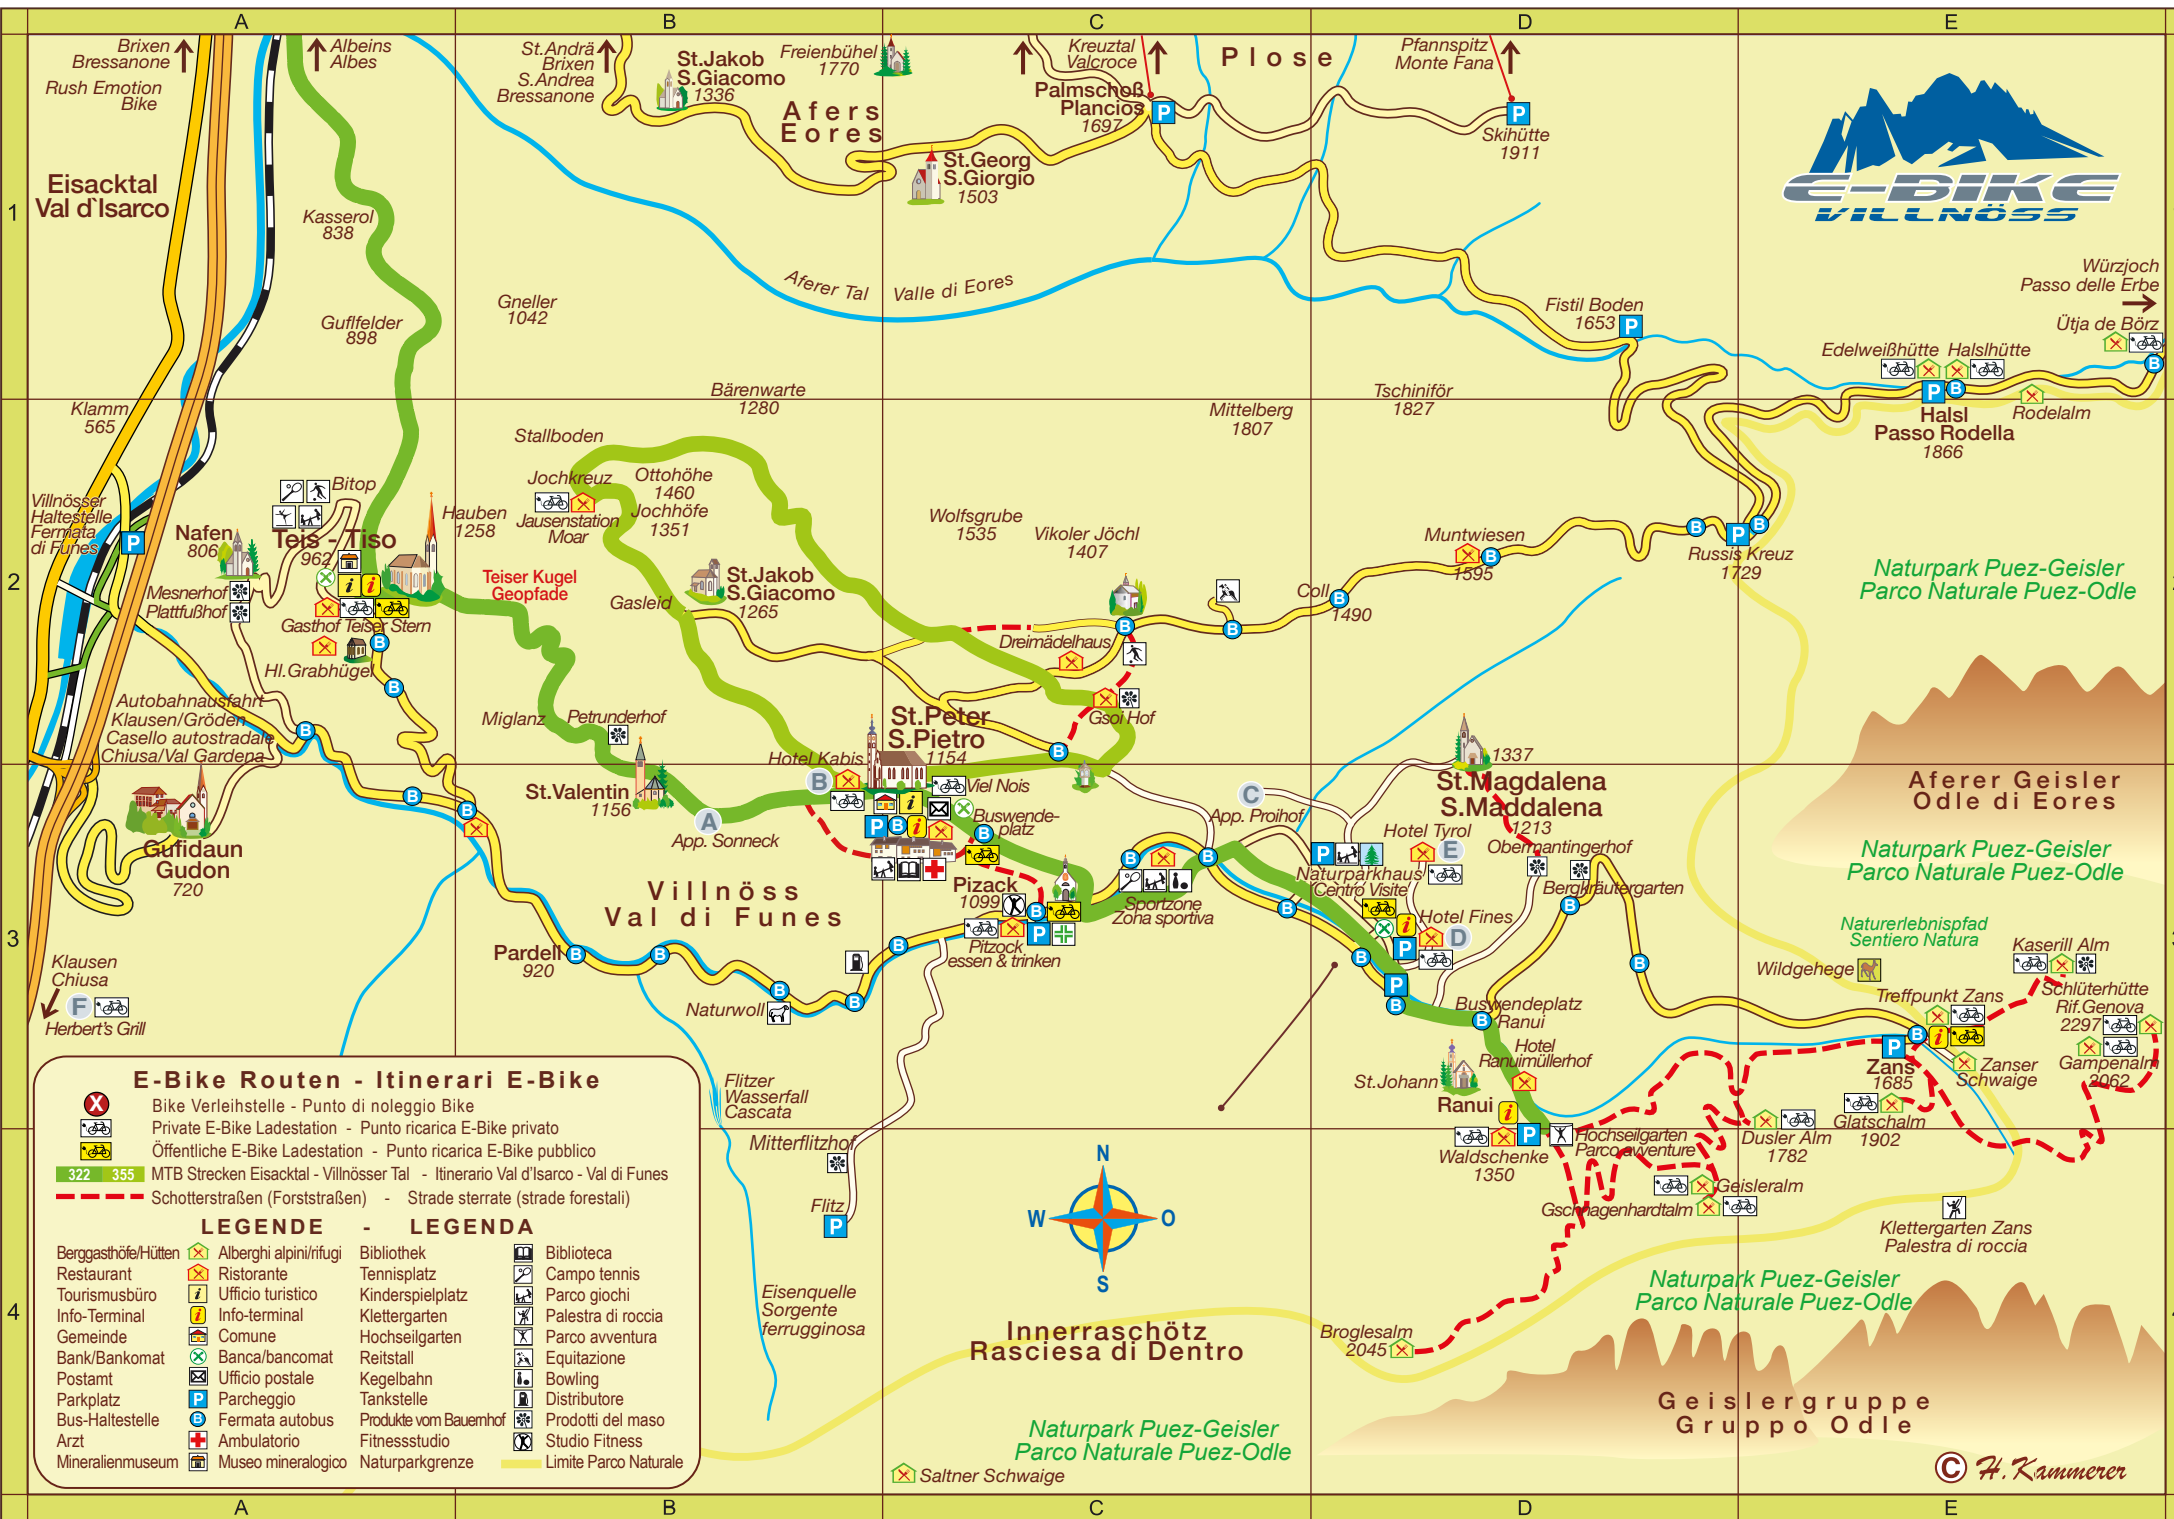 A
B
C
D
E
Brixen
Bressanone
Rush Emotion
Bike
Albeins
Albes
St.Andrä
Brixen
S.Andrea
Bressanone
St.Jakob
S.Giacomo
1336
Freienbühel
1770
Afers
Eores
Kreuztal
Valcroce
Palmschoß
Plancios
1697
P
Plose
Pfannspitz
Monte Fana
P
Skihütte
1911
E-BIKE
VILLNÖSS
Eisacktal
Val d`Isarco
1
Kasserol
838
St.Georg
S.Giorgio
1503
Guflfelder
898
Gneller
1042
Aferer Tal
Valle di Eores
Fistil Boden
1653
P
Würzjoch
Passo delle Erbe
Ütja de Börz
B
Edelweißhütte
Halslhütte
P
B
Halsl
Passo Rodella
1866
Rodelalm
Klamm
565
Bärenwarte
1280
Mittelberg
1807
Tschiniför
1827
Stallboden
Jochkreuz
Jausenstation
Moar
Ottohöhe
1460
Jochhöfe
1351
Villnösser
Haltestelle
Fermata
di Funes
P
Bitop
Nafen
806
Teis - Tiso
962
Hauben
1258
Wolfsgrube
1535
Vikoler Jöchl
1407
Muntwiesen
B
1595
B
P
B
Russis Kreuz
1729
2
Mesnerhof
Plattfußhof
i
i
Gasthof Teiser Stern
B
Hl.Grabhügel
B
Teiser Kugel
Geopfade
Gasleid
St.Jakob
S.Giacomo
1265
Dreimädelhaus
B
B
Coll
B
1490
Naturpark Puez-Geisler
Parco Naturale Puez-Odle
Autobahnausfahrt
Klausen/Gröden
Casello autostradale
Chiusa/Val Gardena
B
Miglanz
Petrunderhof
Gsoi Hof
St.Peter
S.Pietro
1154
B
Hotel Kabis
B
Viel Nois
1337
St.Magdalena
S.Maddalena
1213
Aferer Geisler
Odle di Eores
St.Valentin
1156
A
App. Sonneck
i
P
B
i
Buswende-
platz
B
C
App. Proihof
Hotel Tyrol
E
Obermantingerhof
Bergkräutergarten
B
Gufidaun
Gudon
720
B
B
Villnöss
Val di Funes
Pizack
1099
B
P
Pitzock
essen & trinken
B
B
Sportzone
Zona sportiva
P
Naturparkhaus
Centro Visite
B
Naturpark Puez-Geisler
Parco Naturale Puez-Odle
3
i
Hotel Fines
D
P
Naturerlebnispfad
Sentiero Natura
Wildgehege
Kaserill Alm
Klausen
Chiusa
F
Herbert's Grill
Pardell
920
B
B
B
B
B
Naturwoll
B
P
B
B
Buswendeplatz
Ranui
B
Treffpunkt Zans
B
i
P
Zans
1685
Zanser
Schwaige
Schlüterhütte
Rif.Genova
2297
Gampenalm
2062
Glatschalm
1902
Hotel
Ranuimüllerhof
St.Johann
Ranui
i
P
Waldschenke
1350
Hochseilgarten
Parco avventure
Dusler Alm
1782
Geisleralm
Gschnagenhardtalm
Flitzer
Wasserfall
Cascata
Mitterflitzhof
Flitz
P
N
W
O
S
Klettergarten Zans
Palestra di roccia
Eisenquelle
Sorgente
ferrugginosa
Innerraschötz
Rasciesa di Dentro
Broglesalm
2045
Naturpark Puez-Geisler
Parco Naturale Puez-Odle
Naturpark Puez-Geisler
Parco Naturale Puez-Odle
Geislergruppe
Gruppo Odle
Saltner Schwaige
© H. Kammerer
4
E-Bike Routen - Itinerari E-Bike
X Bike Verleihstelle - Punto di noleggio Bike
Private E-Bike Ladestation - Punto ricarica E-Bike privato
Öffentliche E-Bike Ladestation - Punto ricarica E-Bike pubblico
322 355 MTB Strecken Eisacktal - Villnösser Tal - Itinerario Val d'Isarco - Val di Funes
Schotterstraßen (Forststraßen) - Strade sterrate (strade forestali)
LEGENDE - LEGENDA
Berggasthöfe/Hütten Alberghi alpini/rifugi Bibliothek Biblioteca
Restaurant Ristorante Tennisplatz Campo tennis
Tourismusbüro i Ufficio turistico Kinderspielplatz Parco giochi
Info-Terminal i Info-terminal Klettergarten Palestra di roccia
Gemeinde Comune Hochseilgarten Parco avventura
Bank/Bankomat Banca/bancomat Reitstall Equitazione
Postamt Ufficio postale Kegelbahn Bowling
Parkplatz P Parcheggio Tankstelle Distributore
Bus-Haltestelle B Fermata autobus Produkte vom Bauernhof Prodotti del maso
Arzt Ambulatorio Fitnessstudio Studio Fitness
Mineralienmuseum Museo mineralogico Naturparkgrenze Limite Parco Naturale
A
B
C
D
E